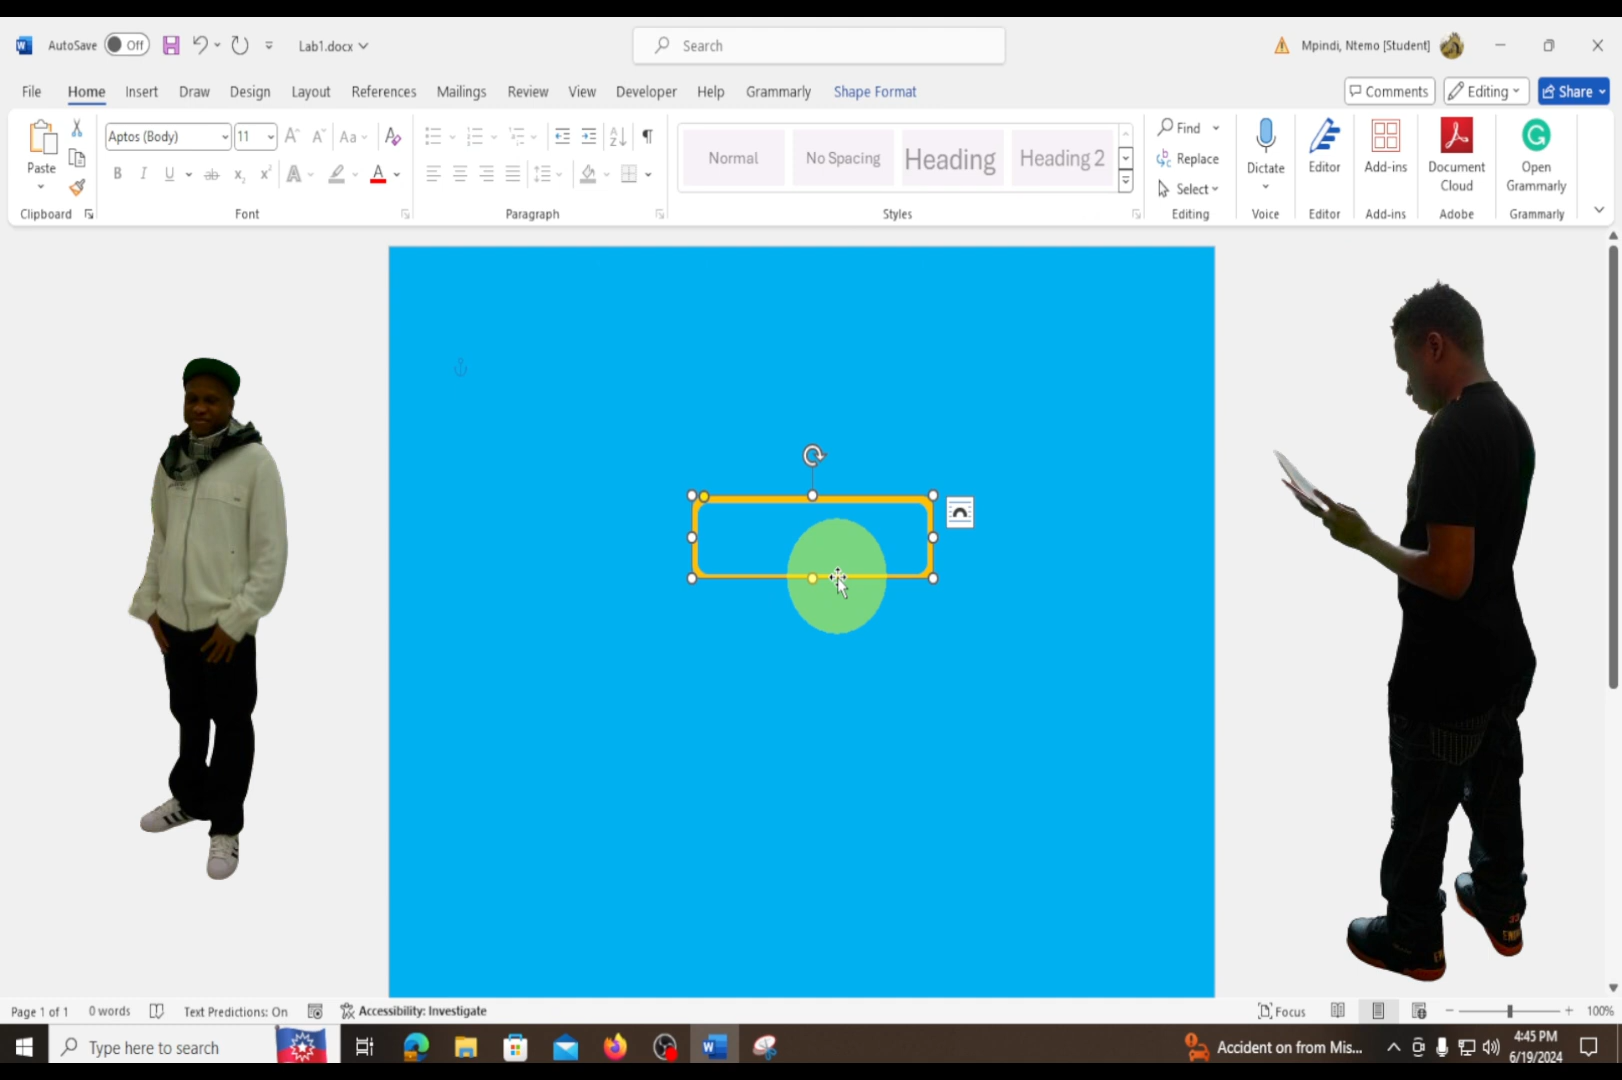 AutoSave Off Lab1.docx Search Mpindi, Ntemo [Student]
File Home Insert Draw Design Layout References Mailings Review View Developer Help Grammarly Shape Format Comments Editing Share
Paste Aptos (Body) 11 Normal No Spacing Heading Heading 2 Find Replace Select Dictate Editor Add-ins Document Cloud Open Grammarly
Clipboard Font Paragraph Styles Editing Voice Editor Add-ins Adobe Grammarly
Page 1 of 1 0 words Text Predictions: On Accessibility: Investigate Focus 100%
Type here to search Accident on from Mis... 4:45 PM
6/19/2024